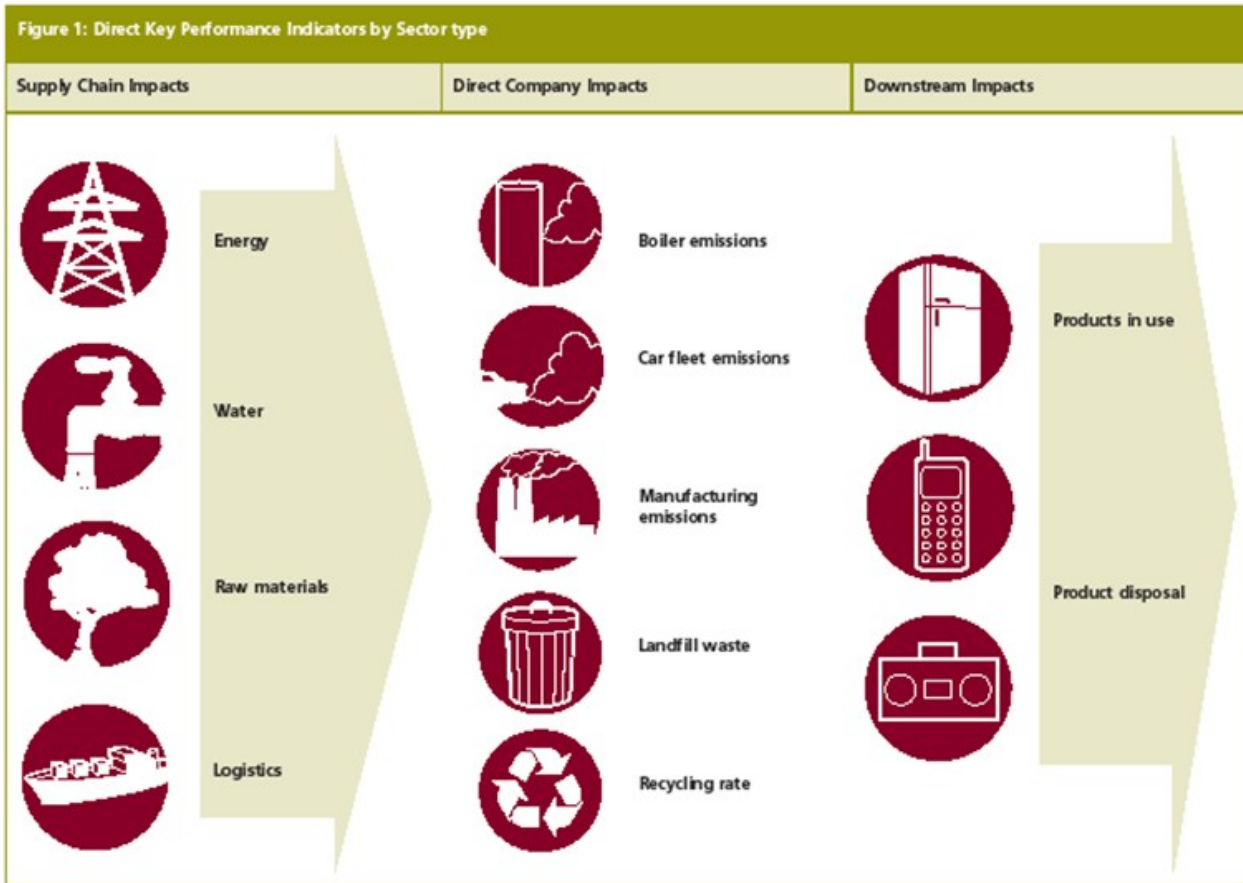 Figure 1: Direct Key Performance Indicators by Sector type
Supply Chain Impacts
Direct Company Impacts
Downstream Impacts
Energy
Water
Raw materials
Logistics
Boiler emissions
Car fleet emissions
Manufacturing
emissions
Landfill waste
Recycling rate
Products in use
Product disposal